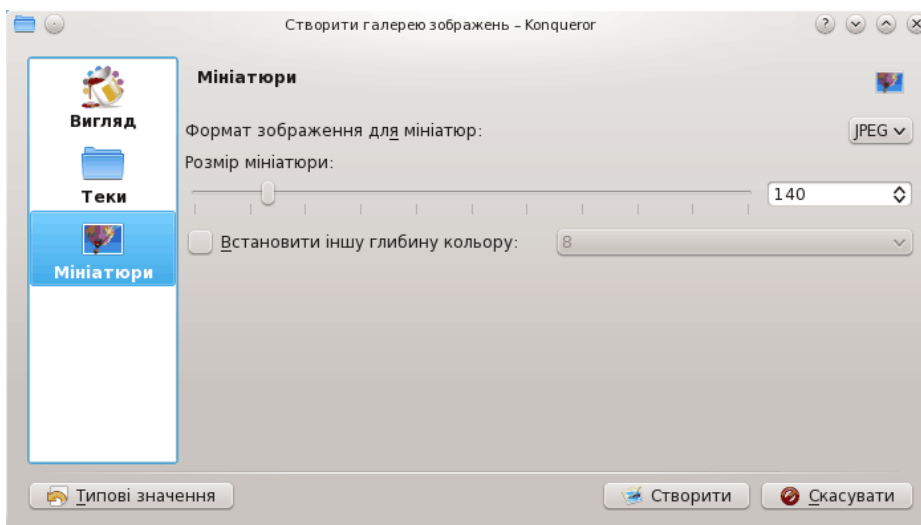 Створити галерею зображень – Konqueror
Вигляд
Теки
Мініатюри
Мініатюри
Формат зображення для мініатюр:
JPEG
Розмір мініатюри:
140
Встановити іншу глибину кольору:
8
Типові значення
Створити
Скасувати